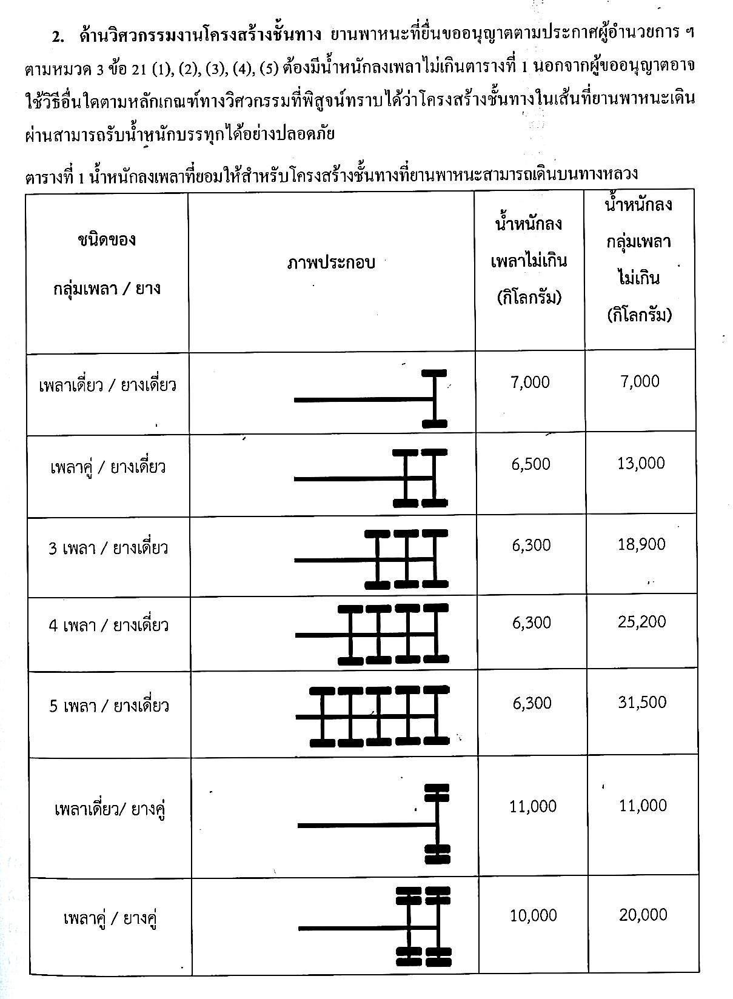 2. ด้านวิศวกรรมงานโครงสร้างชั้นทาง ยานพาหนะที่ยื่นขออนุญาตตามประกาศผู้อำนวยการ ฯ
ตามหมวด 3 ข้อ 21 (1), (2), (3), (4), (5) ต้องมีน้ำหนักลงเพลาไม่เกินตารางที่ 1 นอกจากผู้ขออนุญาตอาจ
ใช้วิธีอื่นใดตามหลักเกณฑ์ทางวิศวกรรมที่พิสูจน์ทราบได้ว่าโครงสร้างชั้นทางในเส้นที่ยานพาหนะเดิน
ผ่านสามารถรับน้ำหนักบรรทุกได้อย่างปลอดภัย
ตารางที่ 1 น้ำหนักลงเพลาที่ยอมให้สำหรับโครงสร้างชั้นทางที่ยานพาหนะสามารถเดินบนทางหลวง
ชนิดของ
กลุ่มเพลา / ยาง
ภาพประกอบ
น้ำหนักลง
เพลาไม่เกิน
(กิโลกรัม)
น้ำหนักลง
กลุ่มเพลา
ไม่เกิน
(กิโลกรัม)
เพลาเดี่ยว / ยางเดี่ยว 7,000 7,000
เพลาคู่ / ยางเดี่ยว 6,500 13,000
3 เพลา / ยางเดี่ยว 6,300 18,900
4 เพลา / ยางเดี่ยว 6,300 25,200
5 เพลา / ยางเดี่ยว 6,300 31,500
เพลาเดี่ยว/ ยางคู่ 11,000 11,000
เพลาคู่ / ยางคู่ 10,000 20,000